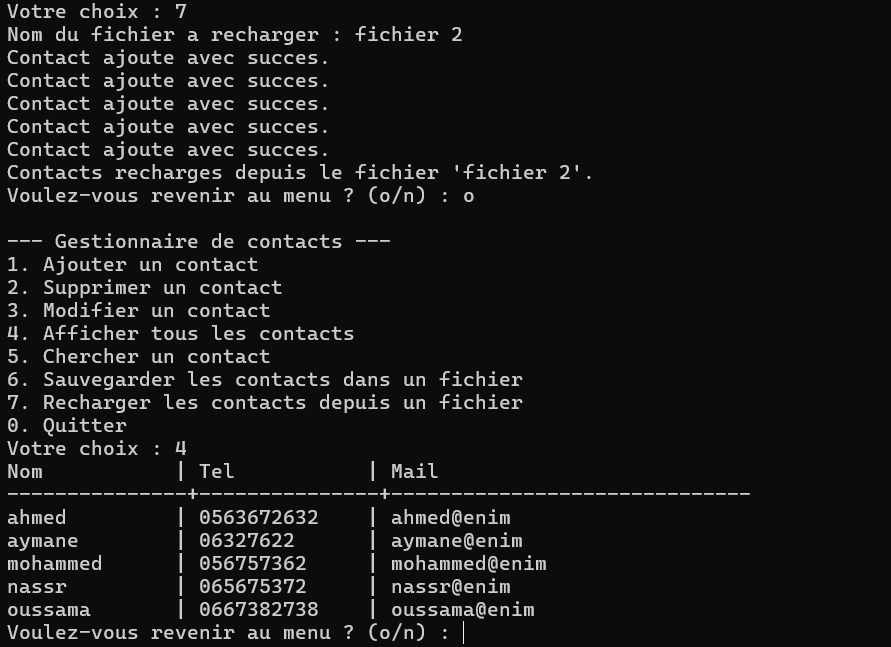 Votre choix : 7
Nom du fichier a recharger : fichier 2
Contact ajoute avec succes.
Contact ajoute avec succes.
Contact ajoute avec succes.
Contact ajoute avec succes.
Contact ajoute avec succes.
Contacts recharges depuis le fichier 'fichier 2'.
Voulez-vous revenir au menu ? (o/n) : o

--- Gestionnaire de contacts ---
1. Ajouter un contact
2. Supprimer un contact
3. Modifier un contact
4. Afficher tous les contacts
5. Chercher un contact
6. Sauvegarder les contacts dans un fichier
7. Recharger les contacts depuis un fichier
0. Quitter
Votre choix : 4
Nom            | Tel            | Mail
---------------+---------------+------------------------------
ahmed          | 0563672632    | ahmed@enim
aymane         | 06327622      | aymane@enim
mohammed       | 056757362     | mohammed@enim
nassr          | 065675372     | nassr@enim
oussama        | 0667382738    | oussama@enim
Voulez-vous revenir au menu ? (o/n) :